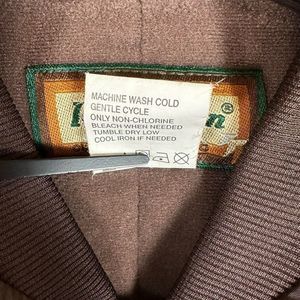 MACHINE WASH COLD
GENTLE CYCLE
ONLY NON-CHLORINE
BLEACH WHEN NEEDED
TUMBLE DRY LOW
COOL IRON IF NEEDED